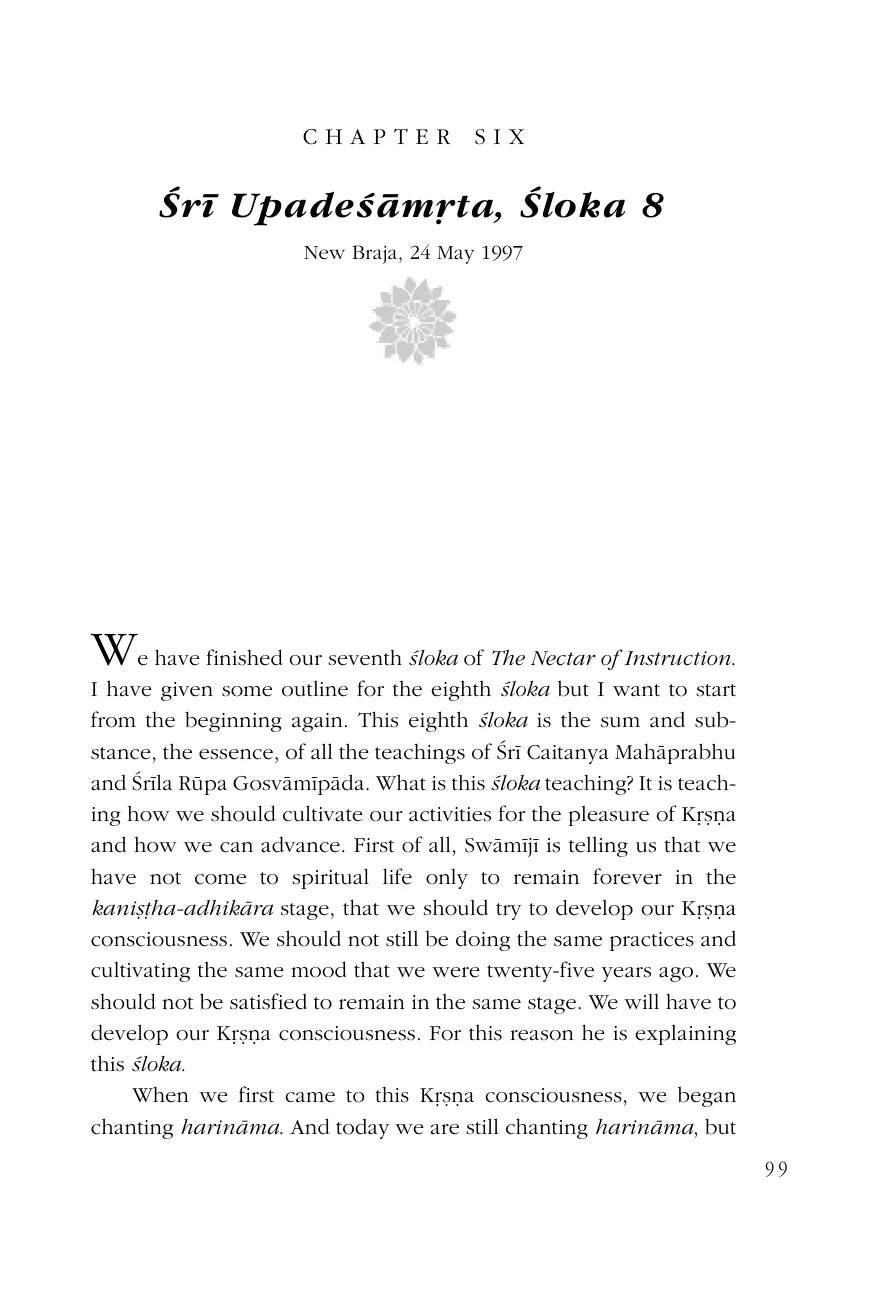 CHAPTER SIX
Śrī Upadeśāmṛta, Śloka 8
New Braja, 24 May 1997
We have finished our seventh śloka of The Nectar of Instruction.
I have given some outline for the eighth śloka but I want to start
from the beginning again. This eighth śloka is the sum and sub-
stance, the essence, of all the teachings of Śrī Caitanya Mahāprabhu
and Śrīla Rūpa Gosvāmīpāda. What is this śloka teaching? It is teach-
ing how we should cultivate our activities for the pleasure of Kṛṣṇa
and how we can advance. First of all, Swāmījī is telling us that we
have not come to spiritual life only to remain forever in the
kaniṣṭha-adhikāra stage, that we should try to develop our Kṛṣṇa
consciousness. We should not still be doing the same practices and
cultivating the same mood that we were twenty-five years ago. We
should not be satisfied to remain in the same stage. We will have to
develop our Kṛṣṇa consciousness. For this reason he is explaining
this śloka.
When we first came to this Kṛṣṇa consciousness, we began
chanting harināma. And today we are still chanting harināma, but
99